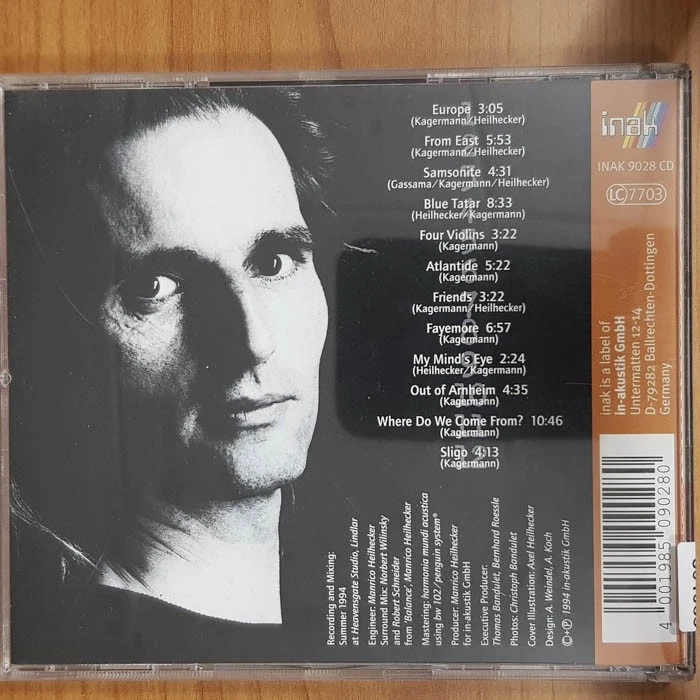 Europe 3:05
(Kagermann/Heilhecker)
From East 5:53
(Kagermann/Heilhecker)
Samsonite 4:31
(Gassama/Kagermann/Heilhecker)
Blue Tatar 8:33
(Heilhecker/Kagermann)
Four Violins 3:22
(Kagermann)
Atlantide 5:22
(Kagermann)
Friends 3:22
(Kagermann/Heilhecker)
Fayemore 6:57
(Kagermann)
My Mind's Eye 2:24
(Heilhecker/Kagermann)
Out of Arnheim 4:35
(Kagermann)
Where Do We Come From? 10:46
(Kagermann)
Sligo 4:13
(Kagermann)
Recording and Mixing:
Summer 1994
at Heavensgate Studio, Lindlar
Engineer: Manrico Heilhecker
Surround Mix: Norbert Wilinsky
and Robert Schneider
from 'Balance', Manrico Heilhecker
Mastering: harmonia mundi acustica
using bw 102/penguin system®
Producer: Manrico Heilhecker
for in-akustik GmbH
Executive Producer:
Thomas Bandulet, Bernhard Roessle
Photos: Christoph Bandulet
Cover Illustration: Axel Heilhecker
Design: A. Weindel, A. Koch
©+℗ 1994 in-akustik GmbH
inak
INAK 9028 CD
LC 7703
inak is a label of
in-akustik GmbH
Untermatten 12-14
D-79282 Ballrechten-Dottingen
Germany
4 001985 090280